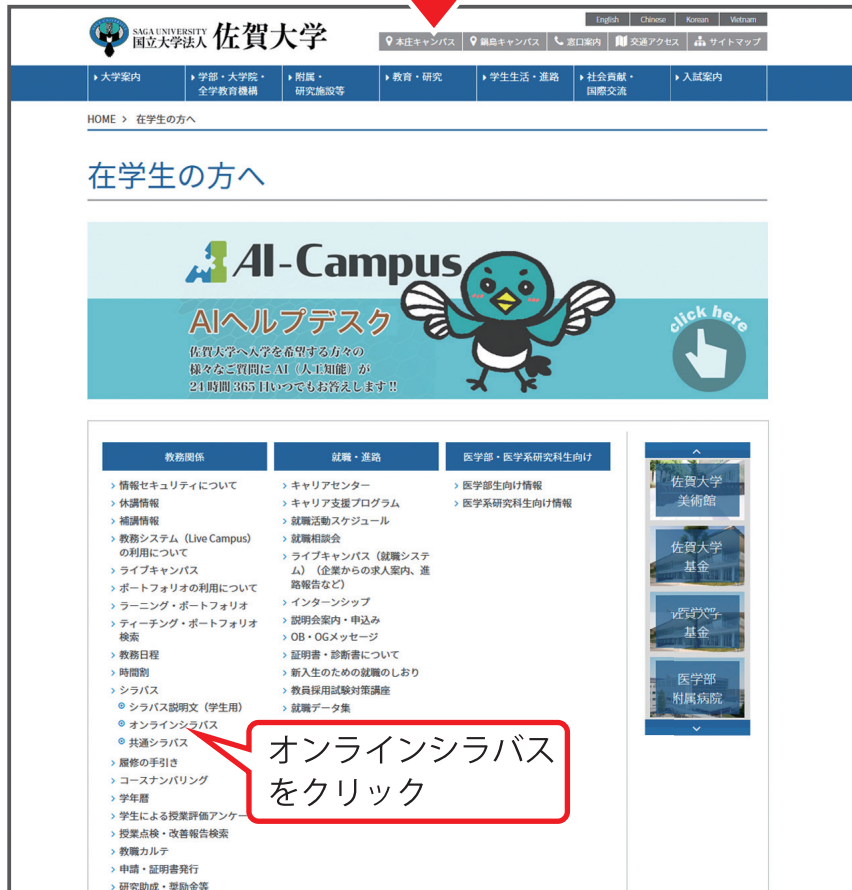 SAGA UNIVERSITY
国立大学法人 佐賀大学
English Chinese Korean Vietnam
本庄キャンパス 鍋島キャンパス 窓口案内 交通アクセス サイトマップ
大学案内
学部・大学院・
全学教育機構
附属・
研究施設等
教育・研究
学生生活・進路
社会貢献・
国際交流
入試案内
HOME > 在学生の方へ
在学生の方へ
AI-Campus
AIヘルプデスク
佐賀大学へ入学を希望する方々の
様々なご質問に AI（人工知能）が
24時間 365日いつでもお答えします!!
click here
教務関係
情報セキュリティについて
休講情報
補講情報
教務システム（Live Campus）
の利用について
ライブキャンパス
ポートフォリオの利用について
ラーニング・ポートフォリオ
ティーチング・ポートフォリオ
検索
教務日程
時間割
シラバス
シラバス説明文（学生用）
オンラインシラバス
共通シラバス
履修の手引き
コースナンバリング
学年暦
学生による授業評価アンケー
授業点検・改善報告検索
教職カルテ
申請・証明書発行
研究助成・奨励金等
就職・進路
キャリアセンター
キャリア支援プログラム
就職活動スケジュール
就職相談会
ライブキャンパス（就職システ
ム）（企業からの求人案内、進
路報告など）
インターンシップ
説明会案内・申込み
OB・OGメッセージ
証明書・診断書について
新入生のための就職のしおり
教員採用試験対策講座
就職データ集
医学部・医学系研究科生向け
医学部生向け情報
医学系研究科生向け情報
佐賀大学
美術館
佐賀大学
基金
医学部
基金
医学部
附属病院
オンラインシラバス
をクリック